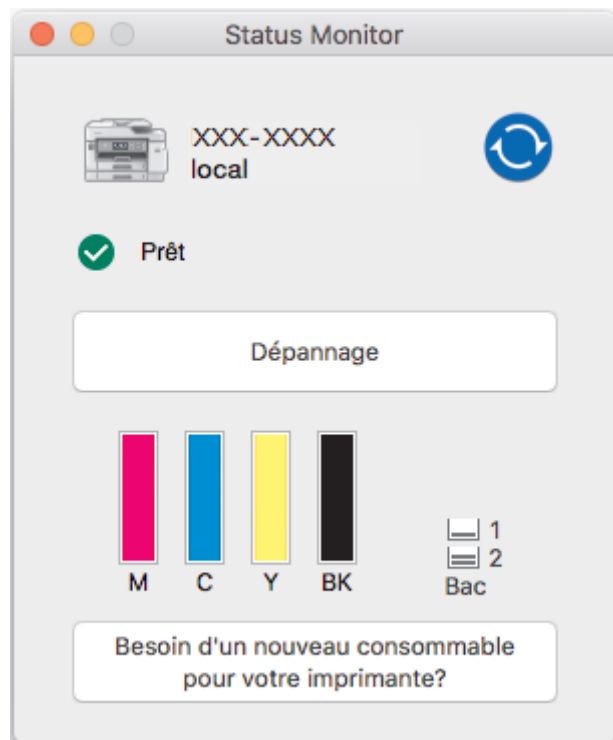 Status Monitor
XXX-XXXX
local
Prêt
Dépannage
M C Y BK
1
2
Bac
Besoin d'un nouveau consommable
pour votre imprimante?